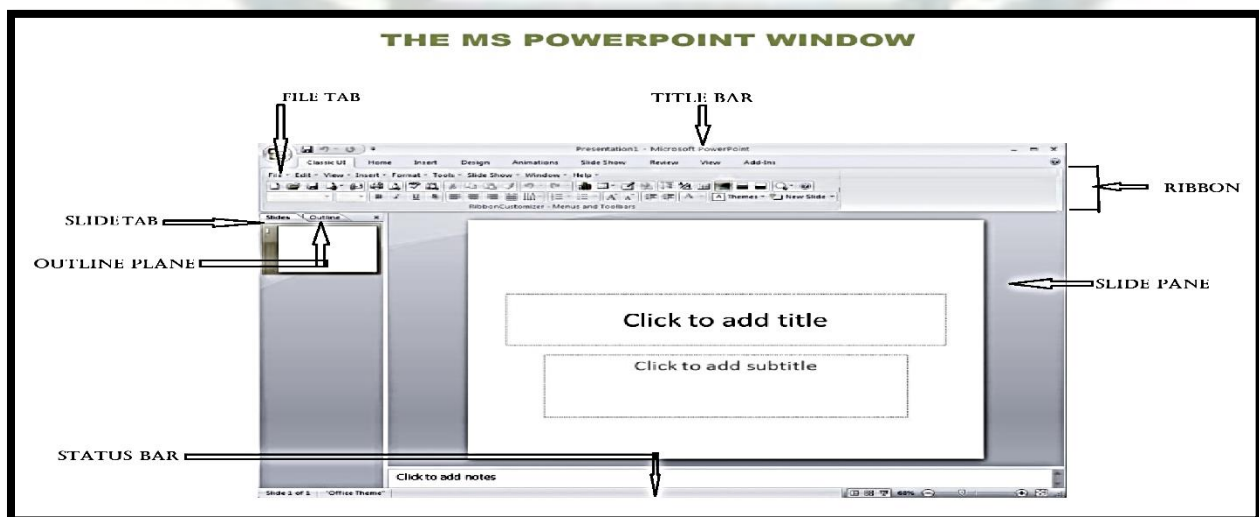 THE MS POWERPOINT WINDOW
FILE TAB
TITLE BAR
Presentation1 - Microsoft PowerPoint
Classic UI Home Insert Design Animations Slide Show Review View Add-Ins
File Edit View Insert Format Tools Slide Show Window Help
RIBBON
Themes New Slide
RibbonCustomizer - Menus and Toolbars
SLIDE TAB
Slides Outline
OUTLINE PLANE
SLIDE PANE
Click to add title
Click to add subtitle
STATUS BAR
Click to add notes
Slide 1 of 1 "Office Theme" 68%